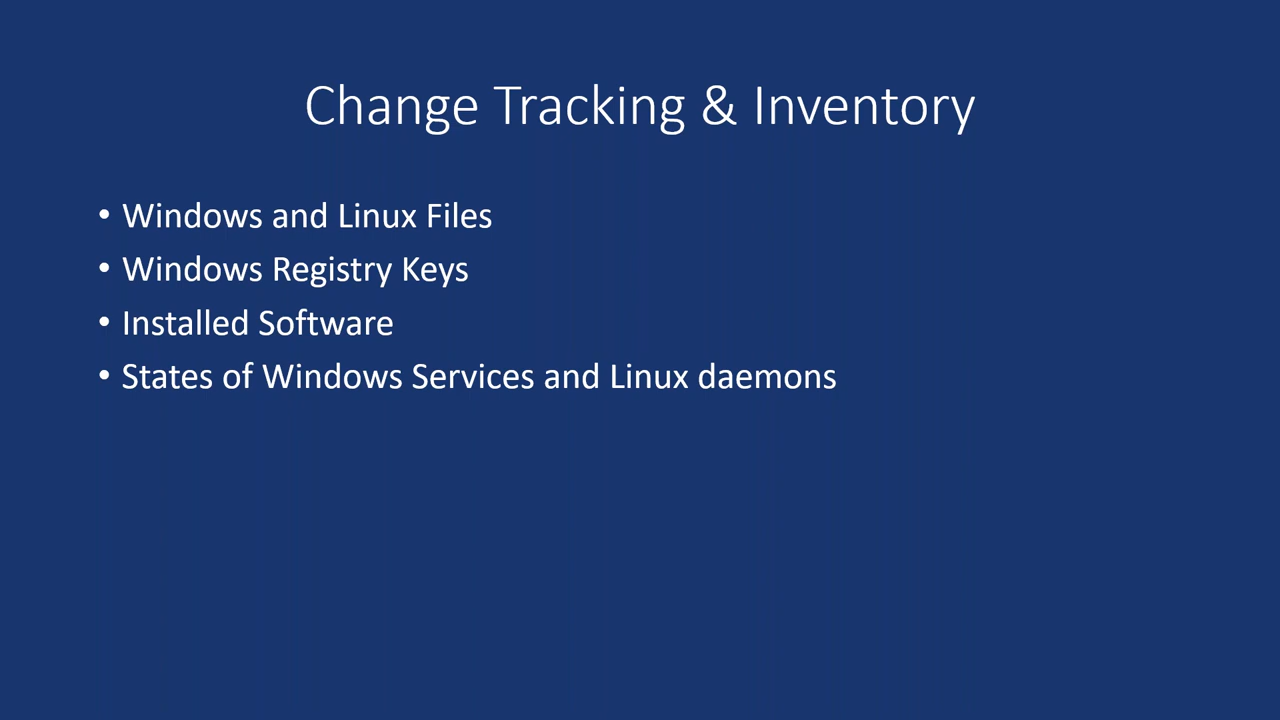 Change Tracking & Inventory
• Windows and Linux Files
• Windows Registry Keys
• Installed Software
• States of Windows Services and Linux daemons